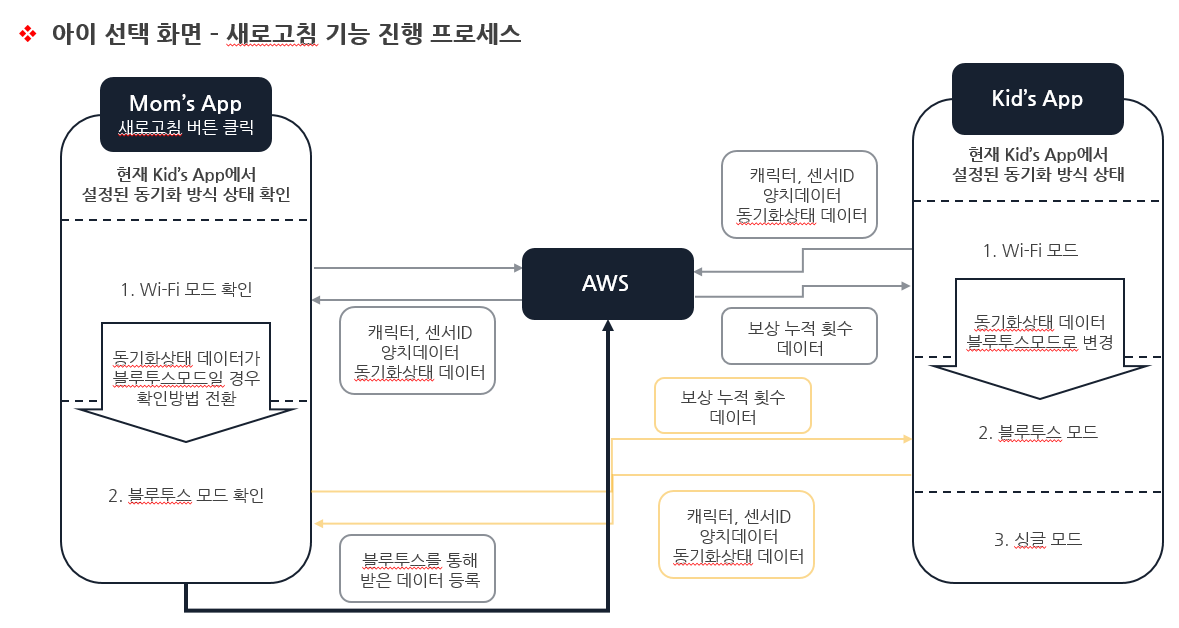 아이 선택 화면 - 새로고침 기능 진행 프로세스
Mom's App
새로고침 버튼 클릭
현재 Kid's App에서
설정된 동기화 방식 상태 확인
1. Wi-Fi 모드 확인
동기화상태 데이터가
블루투스모드일 경우
확인방법 전환
2. 블루투스 모드 확인
캐릭터, 센서ID
양치데이터
동기화상태 데이터
블루투스를 통해
받은 데이터 등록
AWS
캐릭터, 센서ID
양치데이터
동기화상태 데이터
보상 누적 횟수
데이터
보상 누적 횟수
데이터
캐릭터, 센서ID
양치데이터
동기화상태 데이터
Kid's App
현재 Kid's App에서
설정된 동기화 방식 상태
1. Wi-Fi 모드
동기화상태 데이터
블루투스모드로 변경
2. 블루투스 모드
3. 싱글 모드